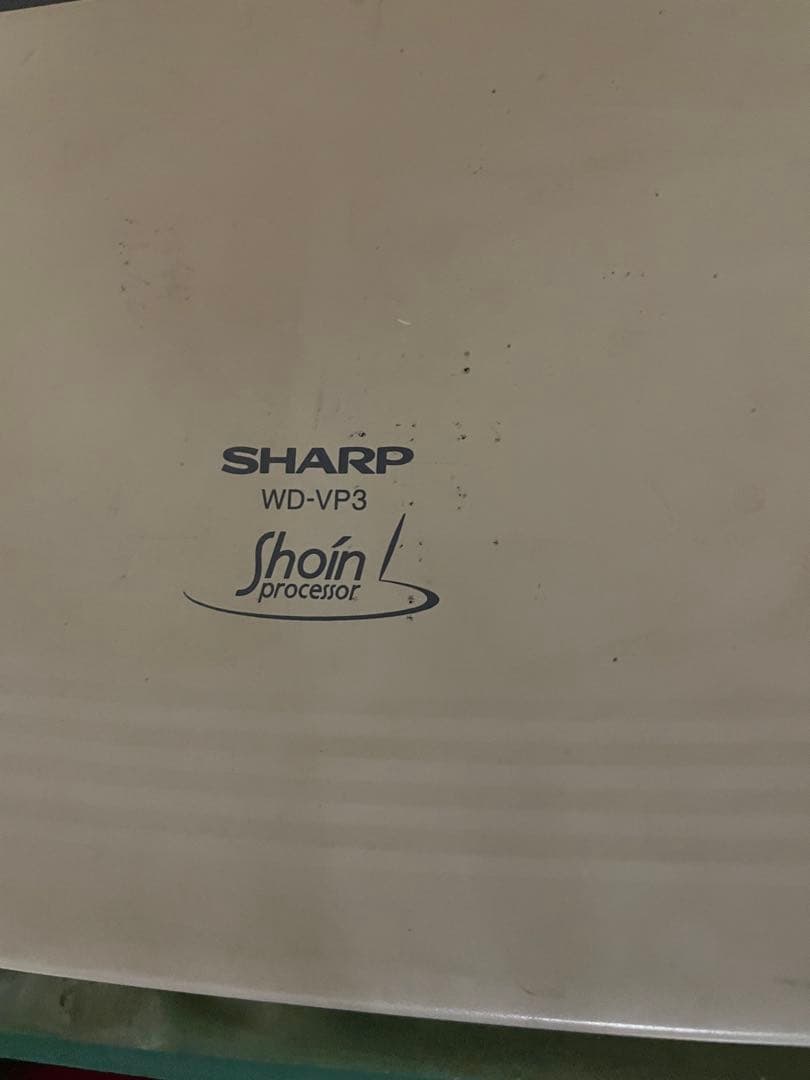 SHARP
WD-VP3
Shoin
processor